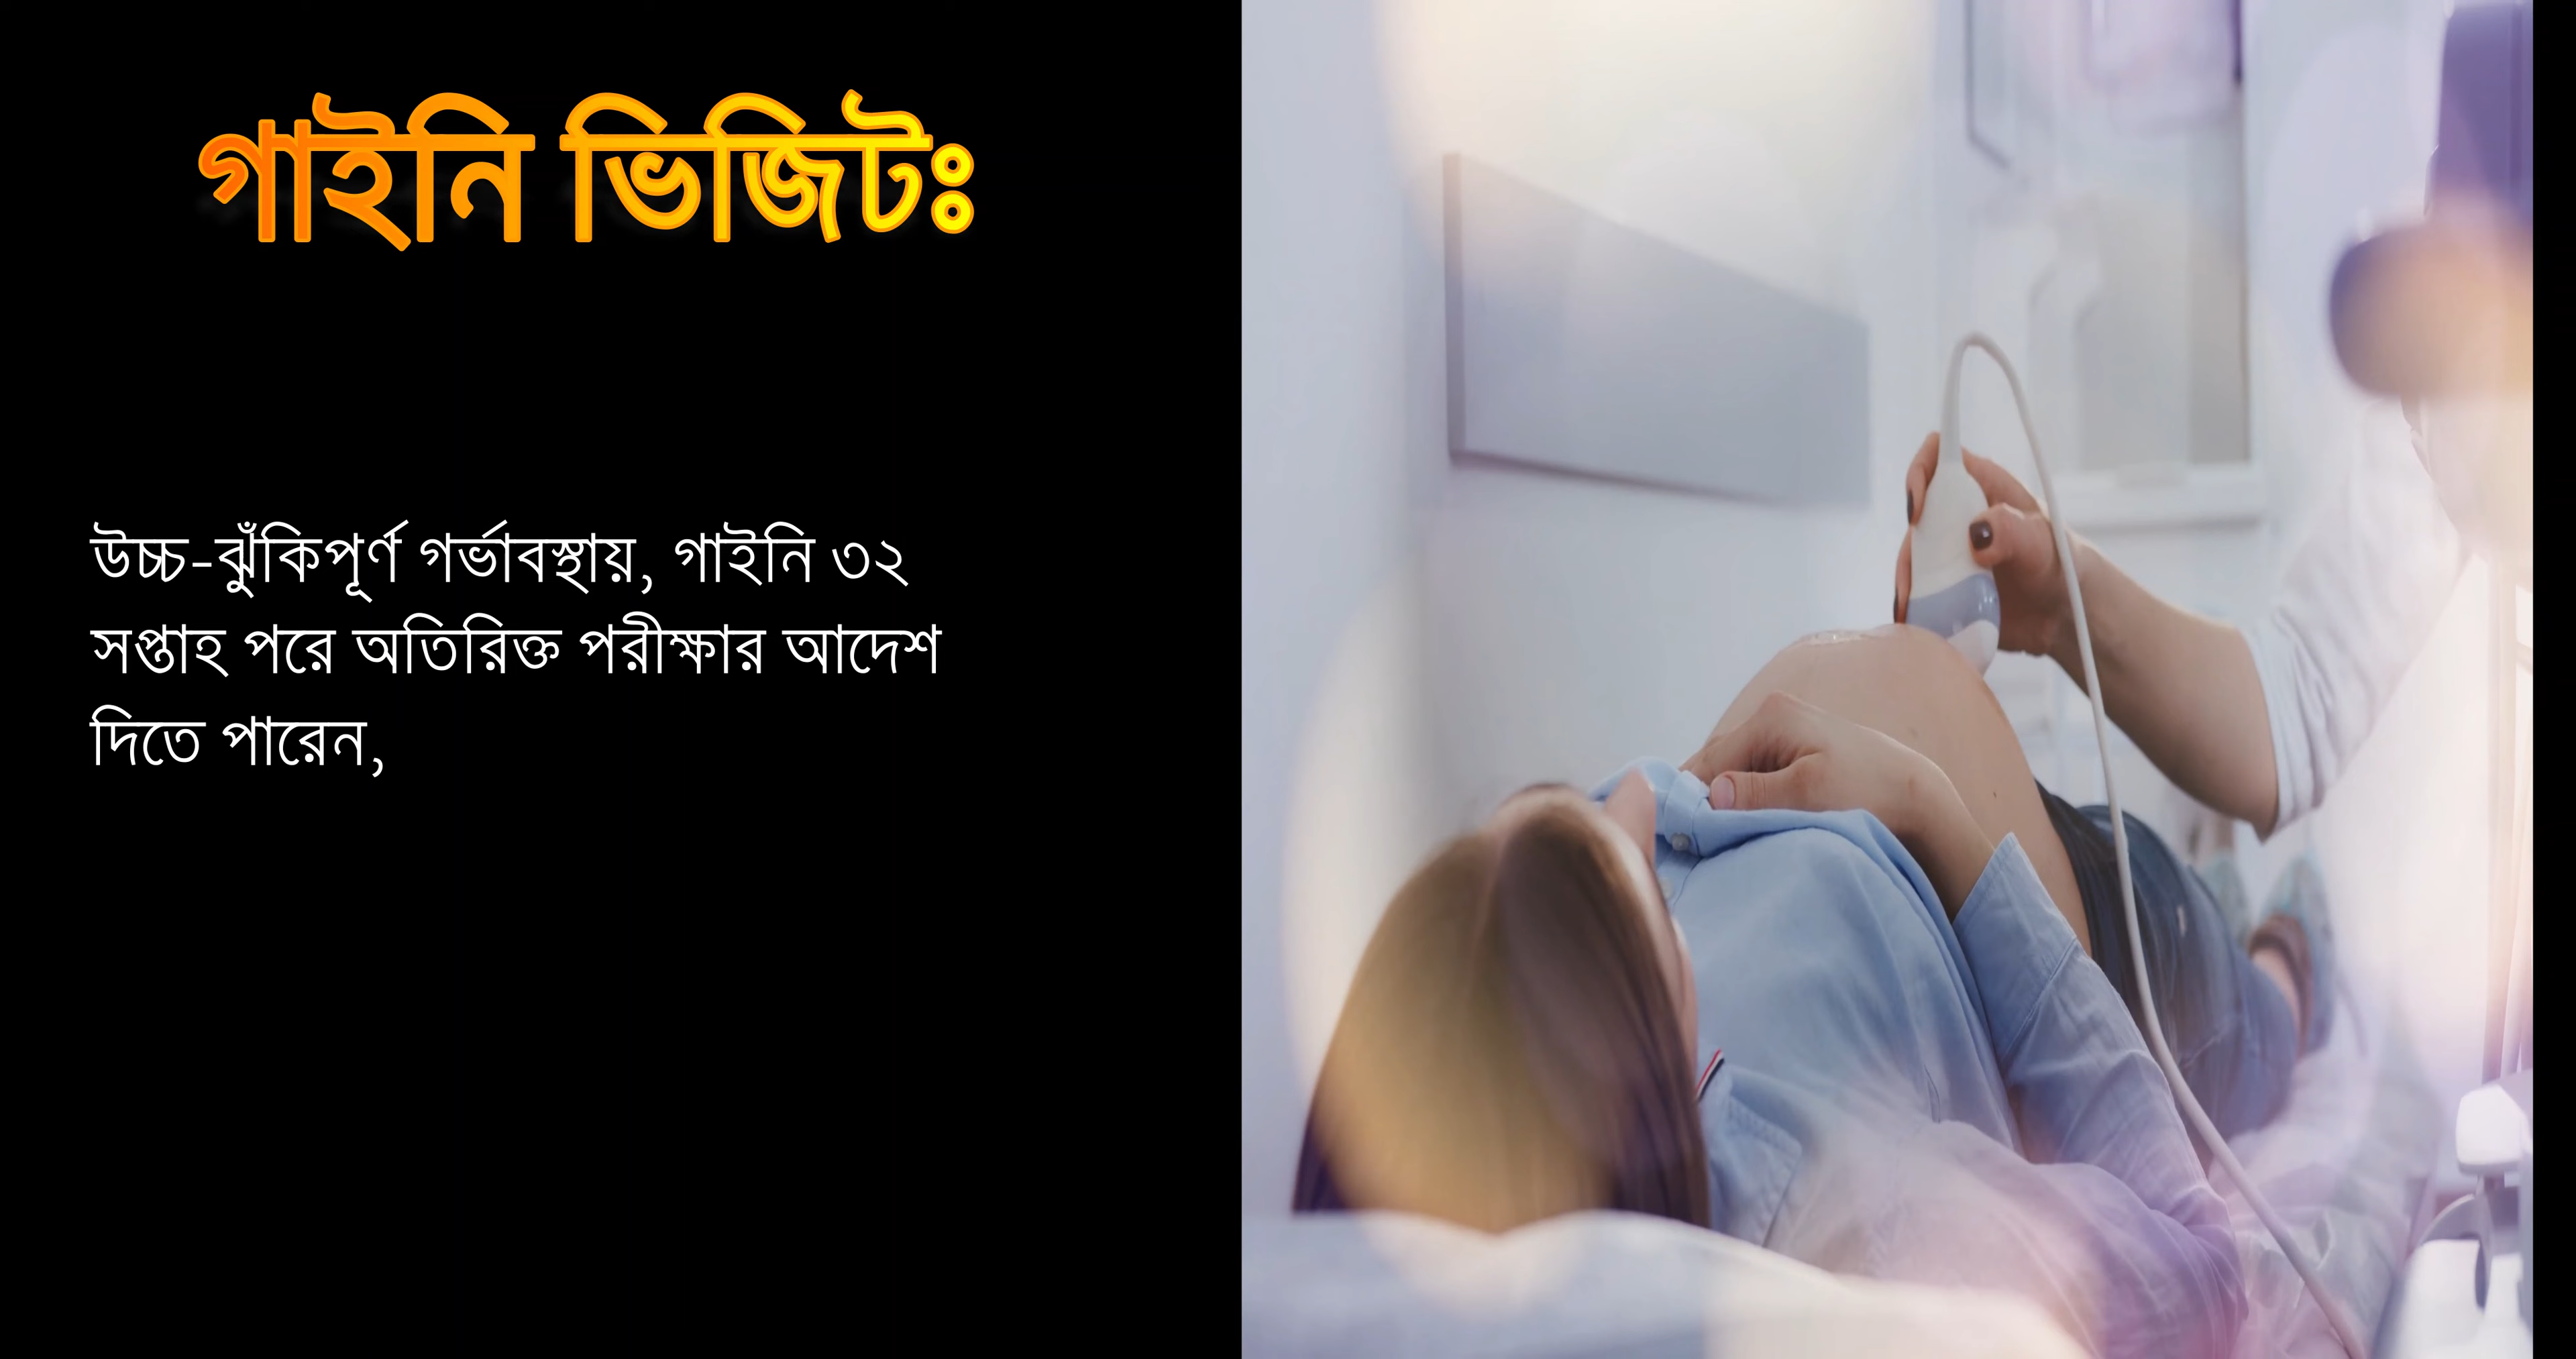 গাইনি ভিজিটঃ
উচ্চ-ঝুঁকিপূর্ণ গর্ভাবস্থায়, গাইনি ৩২
সপ্তাহ পরে অতিরিক্ত পরীক্ষার আদেশ
দিতে পারেন,